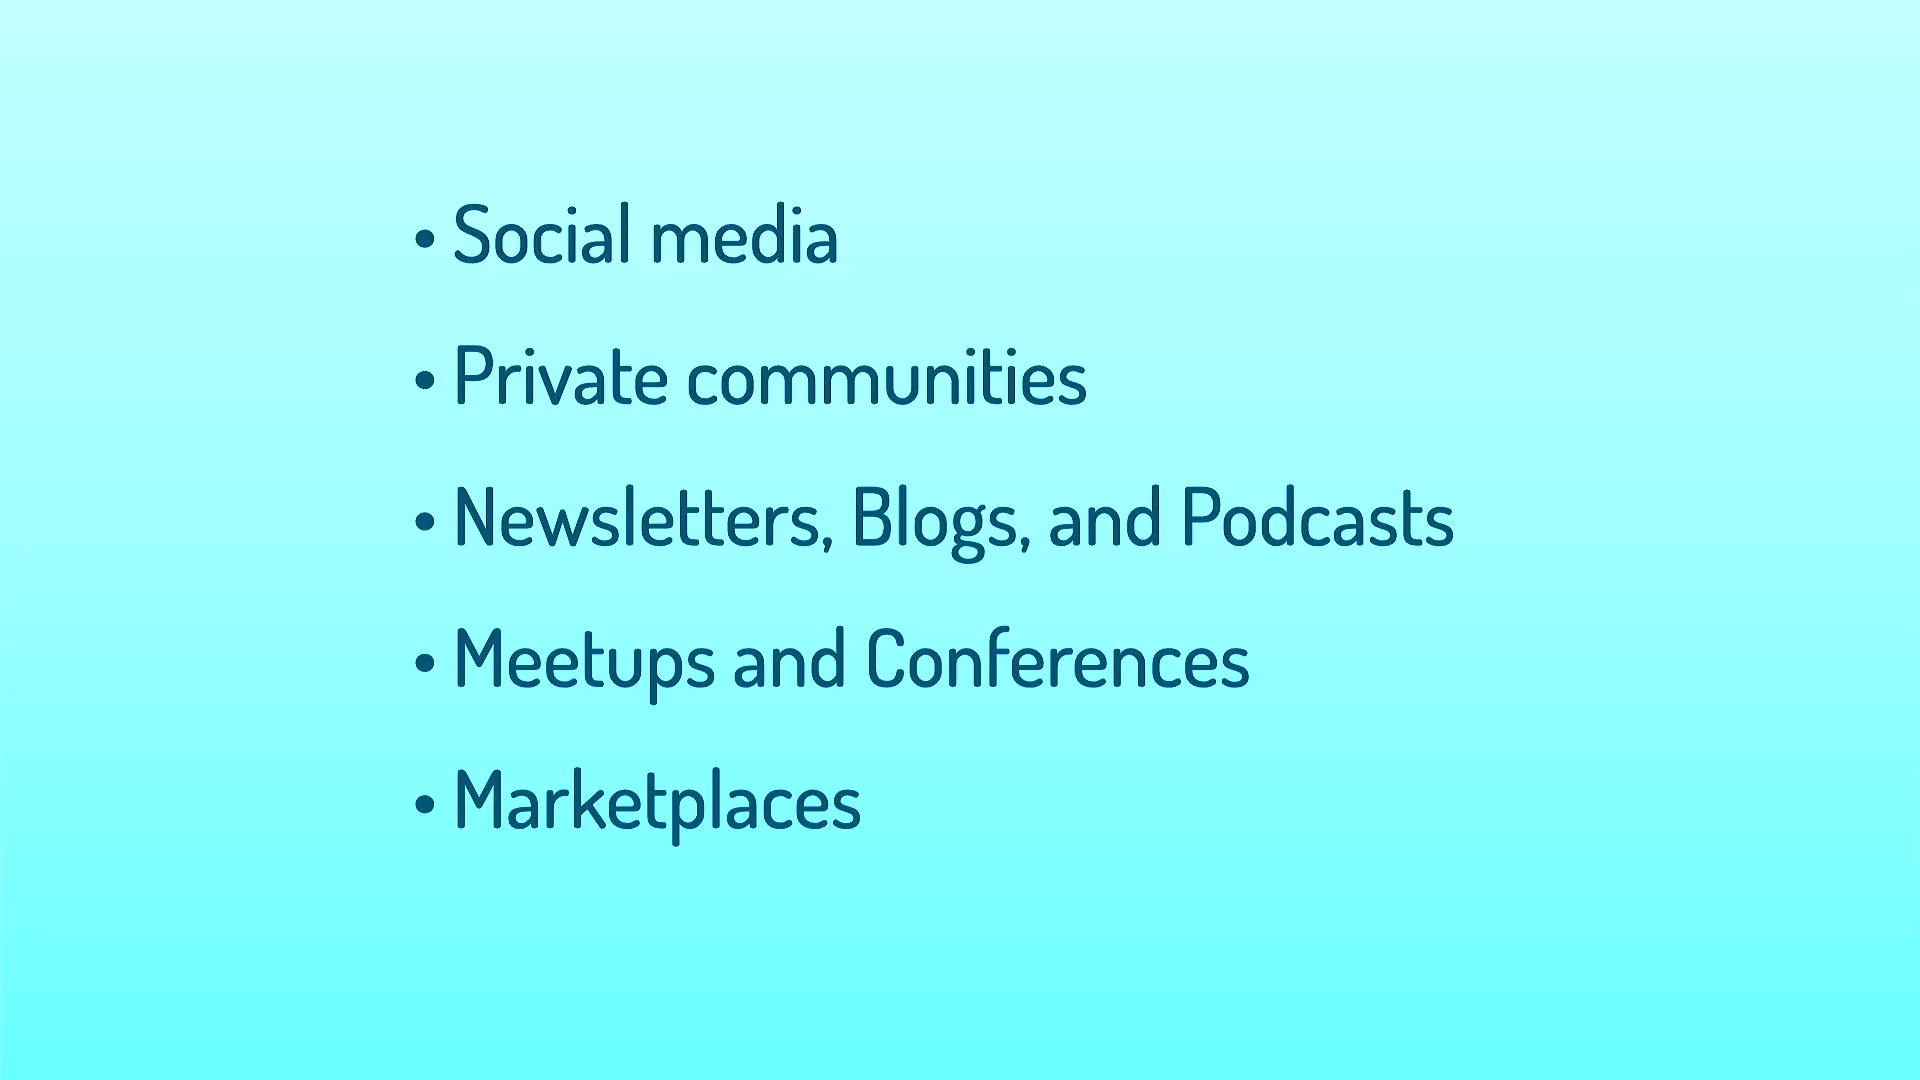 • Social media
• Private communities
• Newsletters, Blogs, and Podcasts
• Meetups and Conferences
• Marketplaces